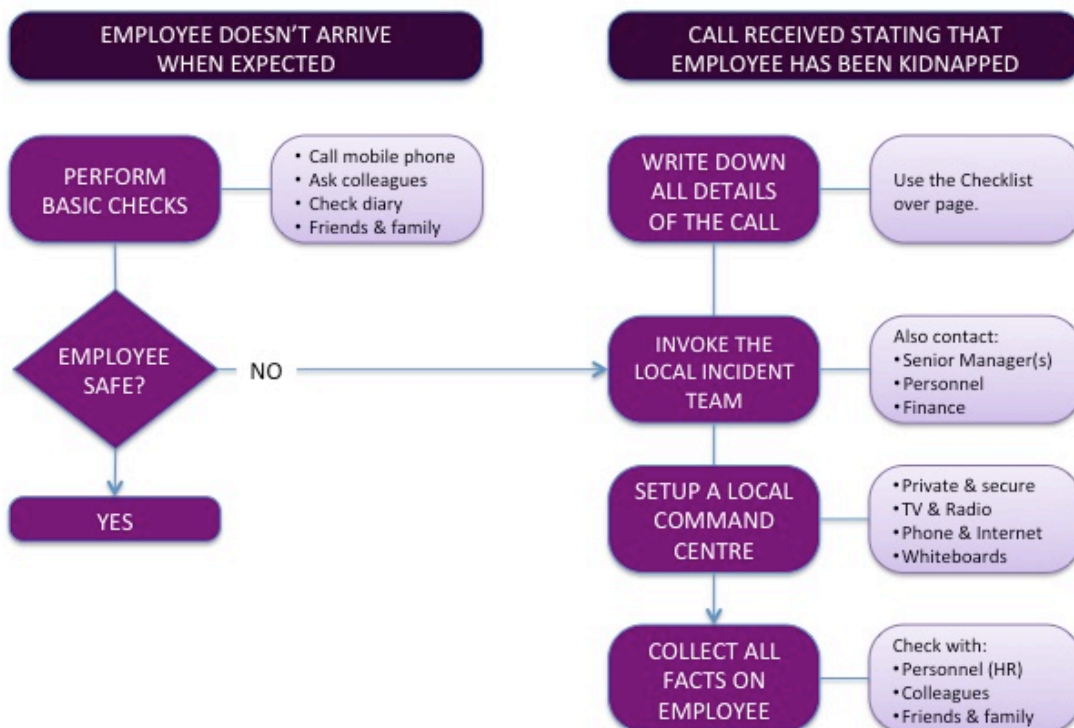 EMPLOYEE DOESN'T ARRIVE
WHEN EXPECTED
PERFORM
BASIC CHECKS
• Call mobile phone
• Ask colleagues
• Check diary
• Friends & family
EMPLOYEE
SAFE?
NO
YES
CALL RECEIVED STATING THAT
EMPLOYEE HAS BEEN KIDNAPPED
WRITE DOWN
ALL DETAILS
OF THE CALL
Use the Checklist
over page.
INVOKE THE
LOCAL INCIDENT
TEAM
Also contact:
• Senior Manager(s)
• Personnel
• Finance
SETUP A LOCAL
COMMAND
CENTRE
• Private & secure
• TV & Radio
• Phone & Internet
• Whiteboards
COLLECT ALL
FACTS ON
EMPLOYEE
Check with:
• Personnel (HR)
• Colleagues
• Friends & family